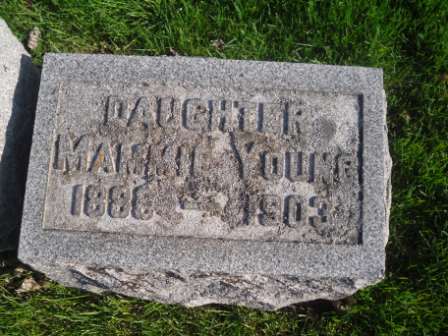 DAUGHTER
MAMIE YOUNG
1886 – 1903